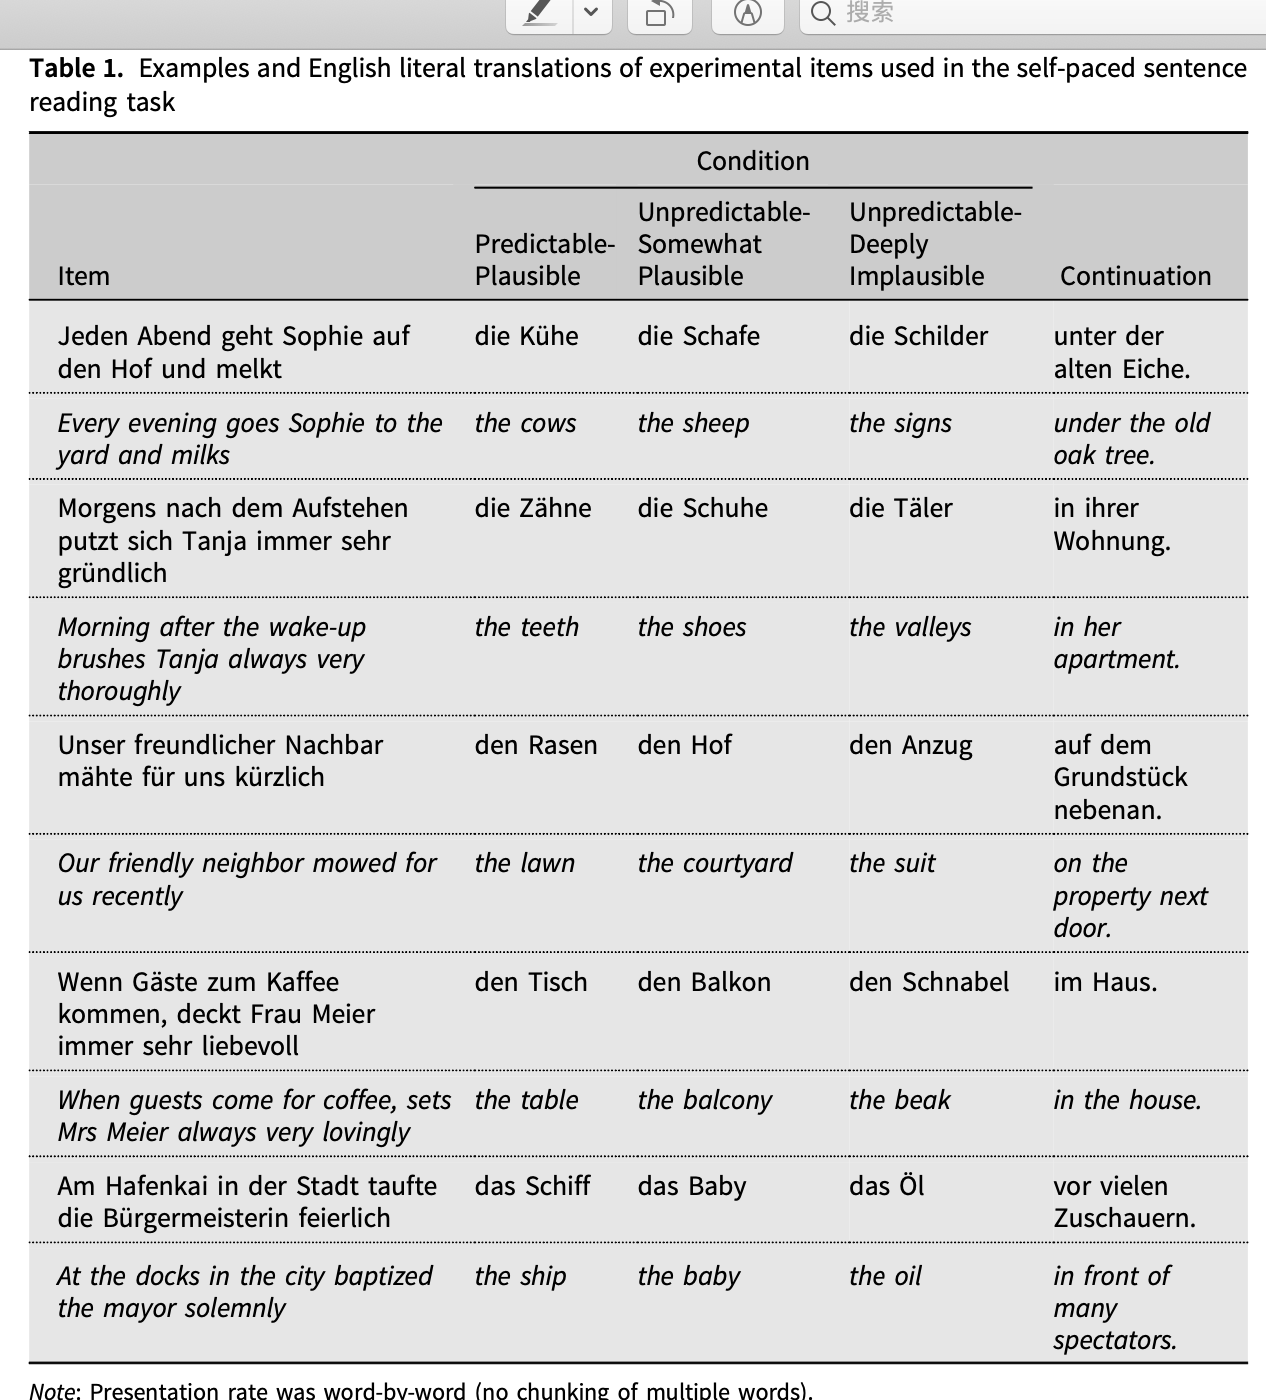 搜索
Table 1. Examples and English literal translations of experimental items used in the self-paced sentence
reading task
Condition
Item
Predictable-
Plausible
Unpredictable-
Somewhat
Plausible
Unpredictable-
Deeply
Implausible
Continuation
Jeden Abend geht Sophie auf
den Hof und melkt
die Kühe
die Schafe
die Schilder
unter der
alten Eiche.
Every evening goes Sophie to the
yard and milks
the cows
the sheep
the signs
under the old
oak tree.
Morgens nach dem Aufstehen
putzt sich Tanja immer sehr
gründlich
die Zähne
die Schuhe
die Täler
in ihrer
Wohnung.
Morning after the wake-up
brushes Tanja always very
thoroughly
the teeth
the shoes
the valleys
in her
apartment.
Unser freundlicher Nachbar
mähte für uns kürzlich
den Rasen
den Hof
den Anzug
auf dem
Grundstück
nebenan.
Our friendly neighbor mowed for
us recently
the lawn
the courtyard
the suit
on the
property next
door.
Wenn Gäste zum Kaffee
kommen, deckt Frau Meier
immer sehr liebevoll
den Tisch
den Balkon
den Schnabel
im Haus.
When guests come for coffee, sets
Mrs Meier always very lovingly
the table
the balcony
the beak
in the house.
Am Hafenkai in der Stadt taufte
die Bürgermeisterin feierlich
das Schiff
das Baby
das Öl
vor vielen
Zuschauern.
At the docks in the city baptized
the mayor solemnly
the ship
the baby
the oil
in front of
many
spectators.
Note: Presentation rate was word-by-word (no chunking of multiple words).